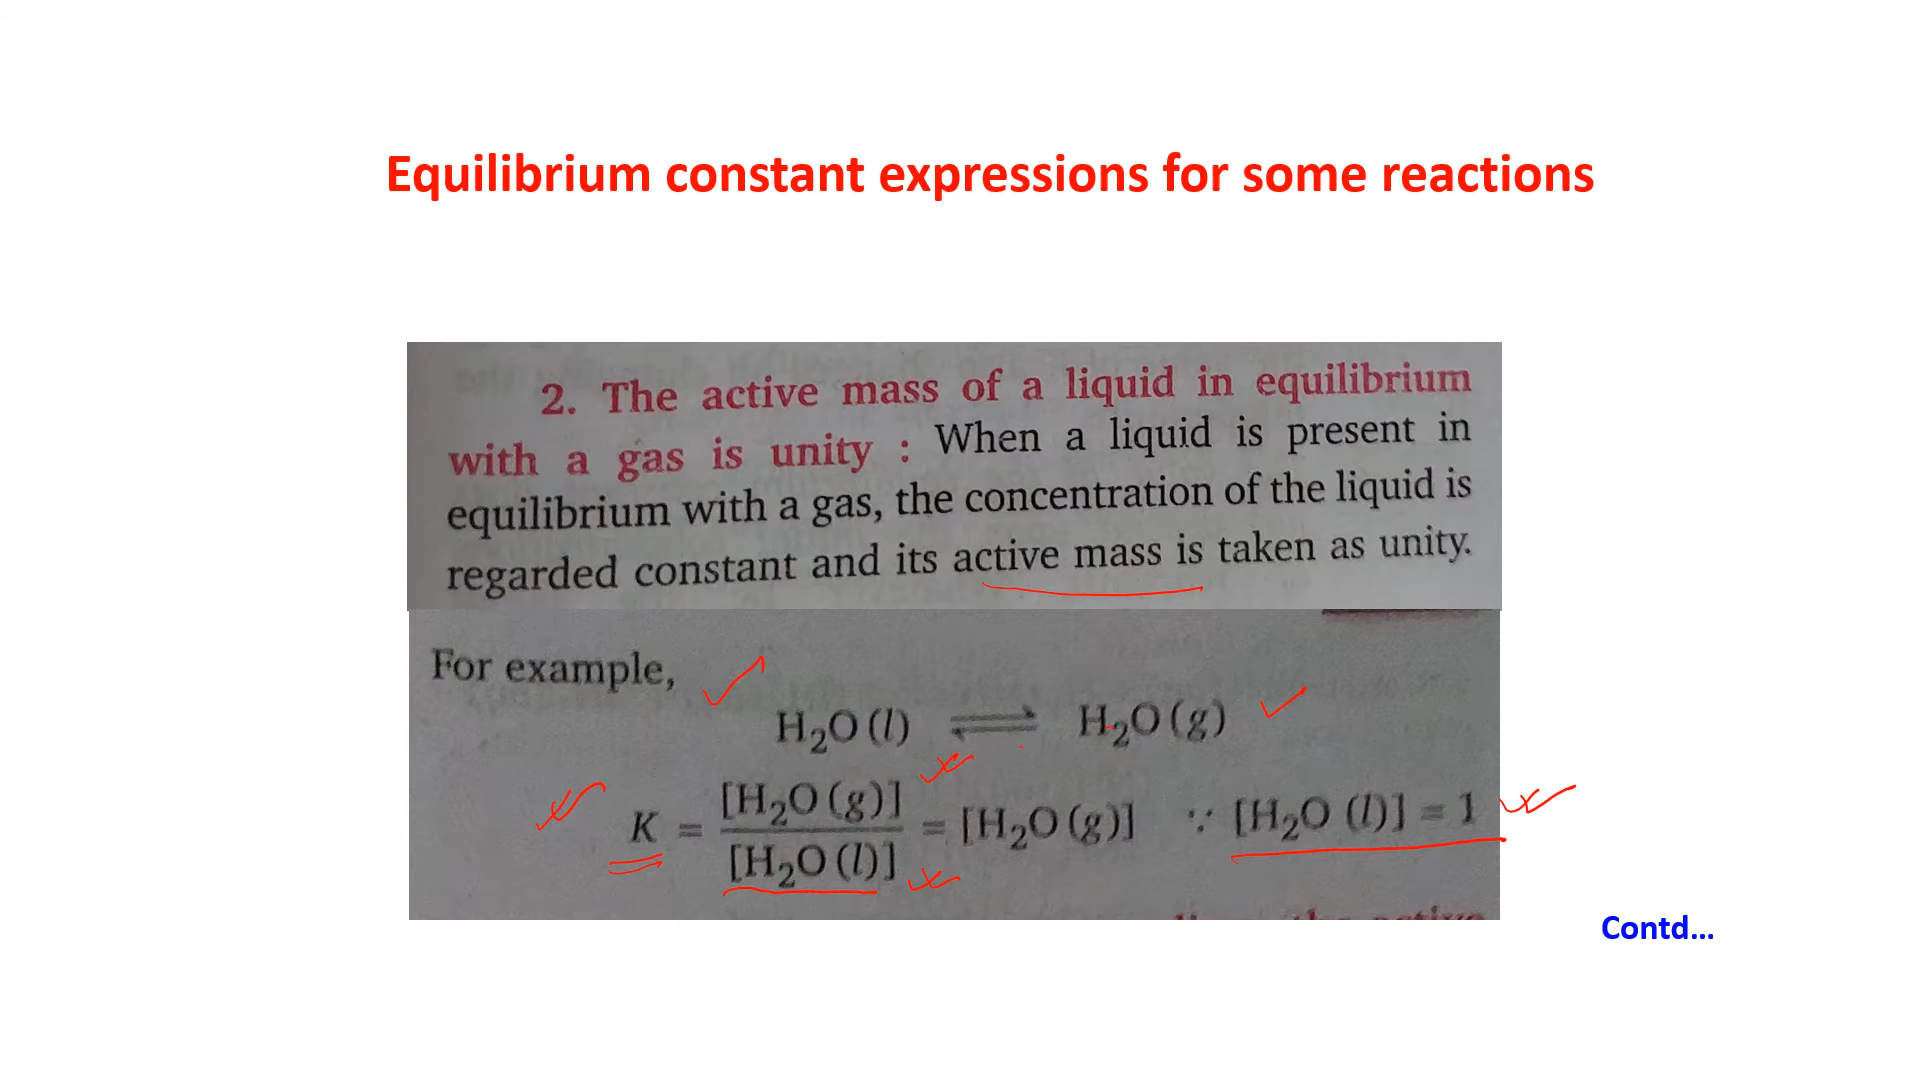 Equilibrium constant expressions for some reactions
2. The active mass of a liquid in equilibrium
with a gas is unity : When a liquid is present in
equilibrium with a gas, the concentration of the liquid is
regarded constant and its active mass is taken as unity.
For example,
H₂O (l) ⇌ H₂O (g)
K = [H₂O (g)] / [H₂O (l)] = [H₂O (g)] ∵ [H₂O (l)] = 1
Contd...